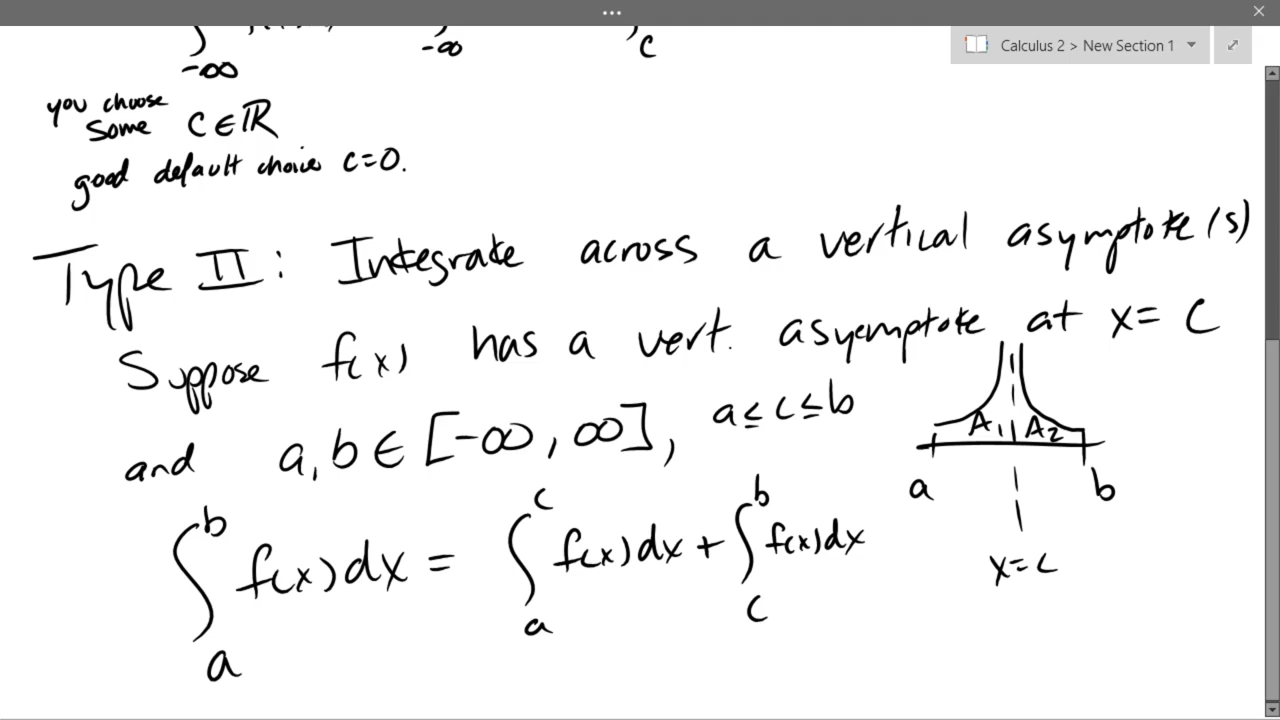 Calculus 2 > New Section 1
-∞ -∞ c
you choose
some C∈ℝ
good default choice c=0.
Type II: Integrate across a vertical asymptote(s)
Suppose f(x) has a vert. asyemptote at x= C
and a,b ∈ [-∞, ∞], a≤c≤b
A₁ A₂
a b
x=c
∫_a^b f(x)dx = ∫_a^c f(x)dx + ∫_c^b f(x)dx